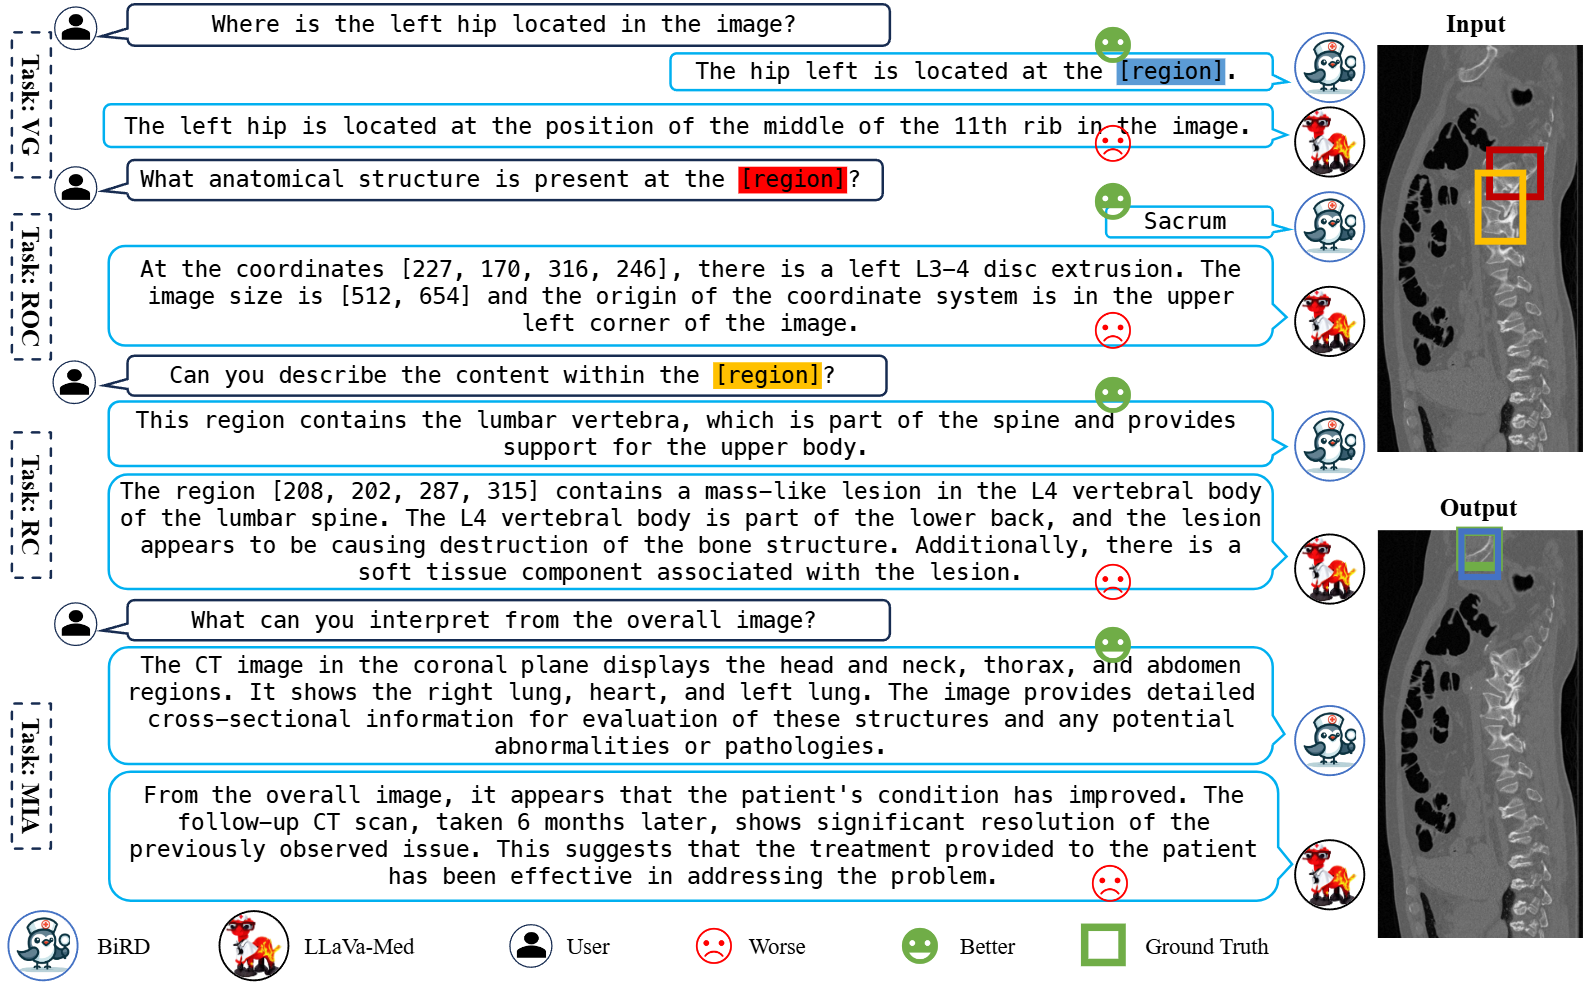 Where is the left hip located in the image?
Input
Task: VG
The hip left is located at the [region].
The left hip is located at the position of the middle of the 11th rib in the image.
What anatomical structure is present at the [region]?
Task: ROC
Sacrum
At the coordinates [227, 170, 316, 246], there is a left L3-4 disc extrusion. The
image size is [512, 654] and the origin of the coordinate system is in the upper
left corner of the image.
Can you describe the content within the [region]?
Task: RC
This region contains the lumbar vertebra, which is part of the spine and provides
support for the upper body.
The region [208, 202, 287, 315] contains a mass-like lesion in the L4 vertebral body
of the lumbar spine. The L4 vertebral body is part of the lower back, and the lesion
appears to be causing destruction of the bone structure. Additionally, there is a
soft tissue component associated with the lesion.
Output
What can you interpret from the overall image?
Task: MIA
The CT image in the coronal plane displays the head and neck, thorax, and abdomen
regions. It shows the right lung, heart, and left lung. The image provides detailed
cross-sectional information for evaluation of these structures and any potential
abnormalities or pathologies.
From the overall image, it appears that the patient's condition has improved. The
follow-up CT scan, taken 6 months later, shows significant resolution of the
previously observed issue. This suggests that the treatment provided to the patient
has been effective in addressing the problem.
BiRD
LLaVa-Med
User
Worse
Better
Ground Truth